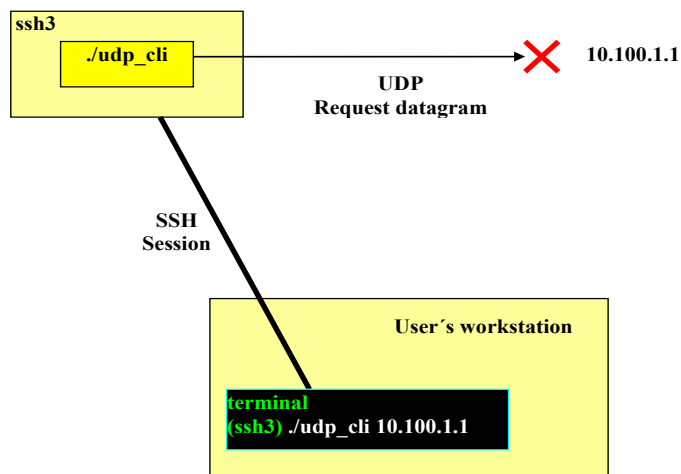 ssh3
./udp_cli
10.100.1.1
UDP
Request datagram
SSH
Session
User´s workstation
terminal
(ssh3) ./udp_cli 10.100.1.1